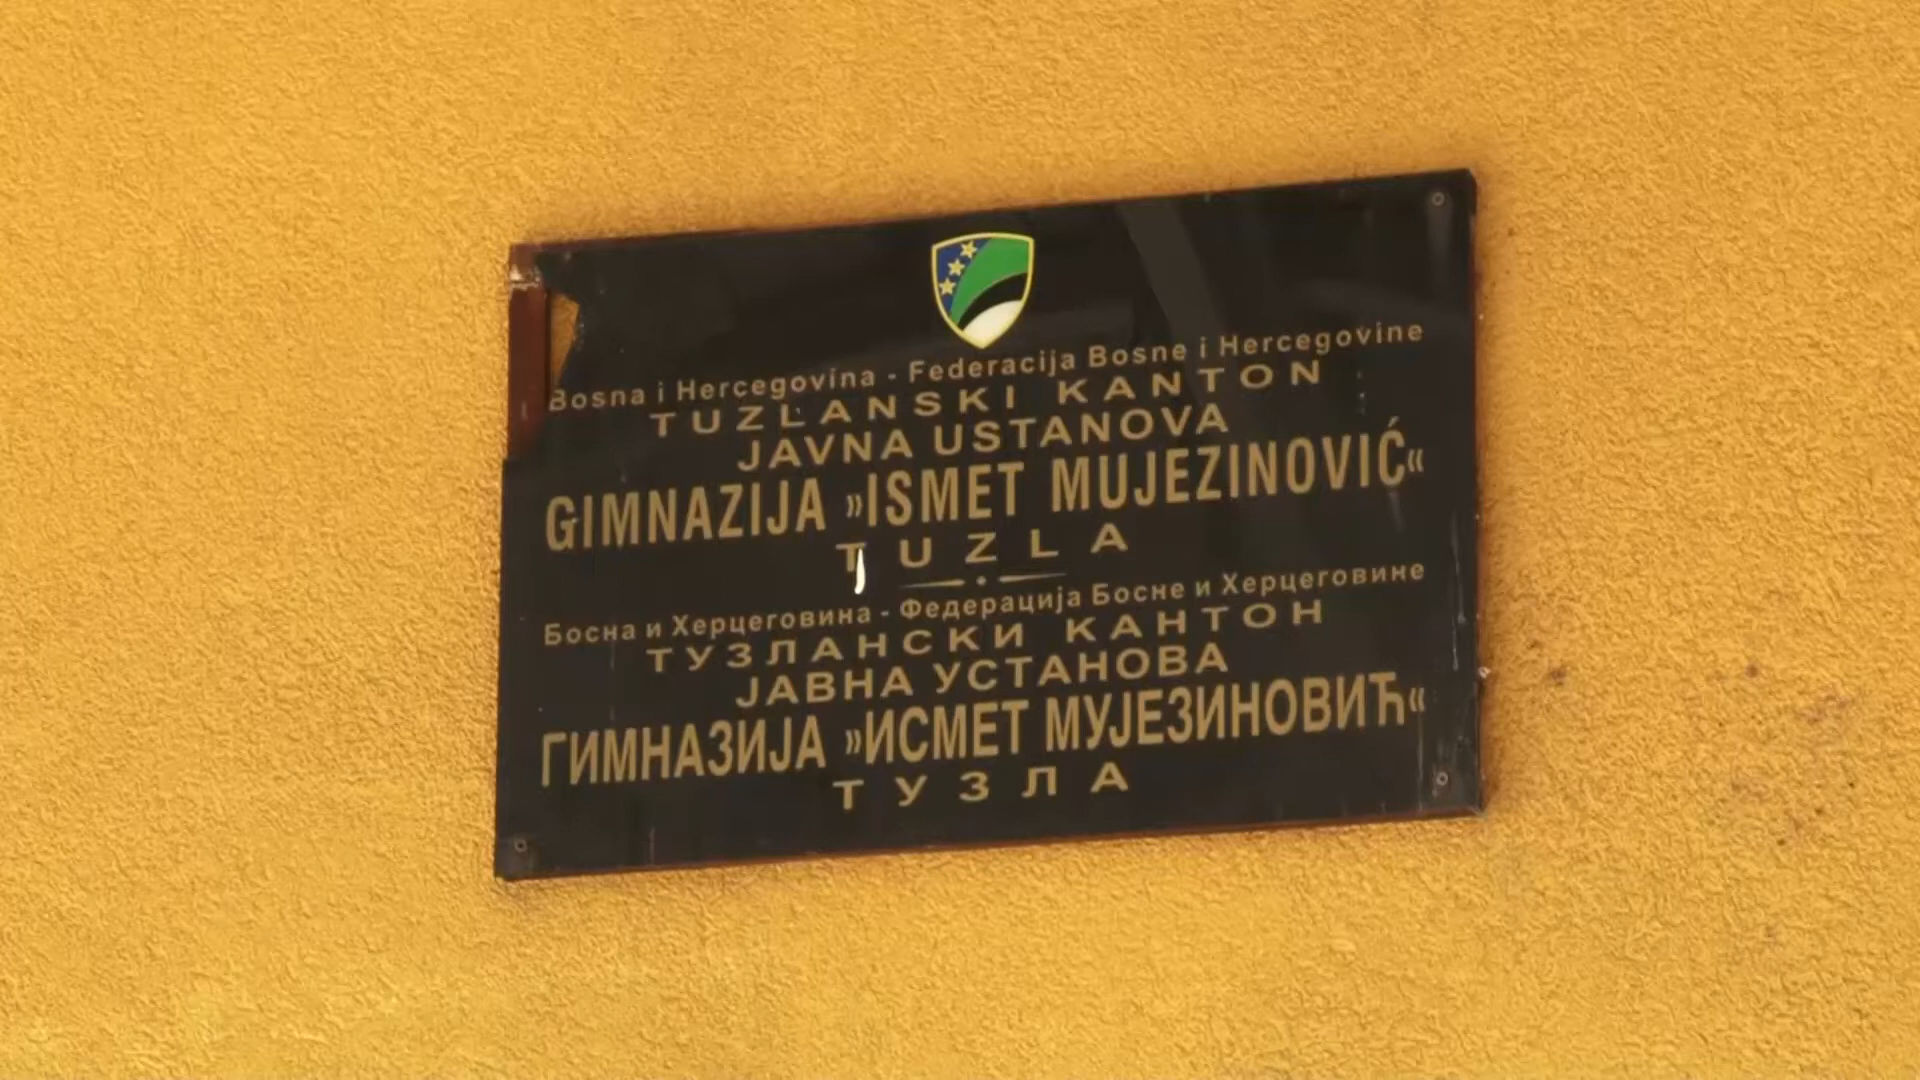 Bosna i Hercegovina - Federacija Bosne i Hercegovine
TUZLANSKI KANTON
JAVNA USTANOVA
GIMNAZIJA »ISMET MUJEZINOVIĆ«
TUZLA
Босна и Херцеговина - Федерација Босне и Херцеговине
ТУЗЛАНСКИ КАНТОН
ЈАВНА УСТАНОВА
ГИМНАЗИЈА »ИСМЕТ МУЈЕЗИНОВИЋ«
ТУЗЛА